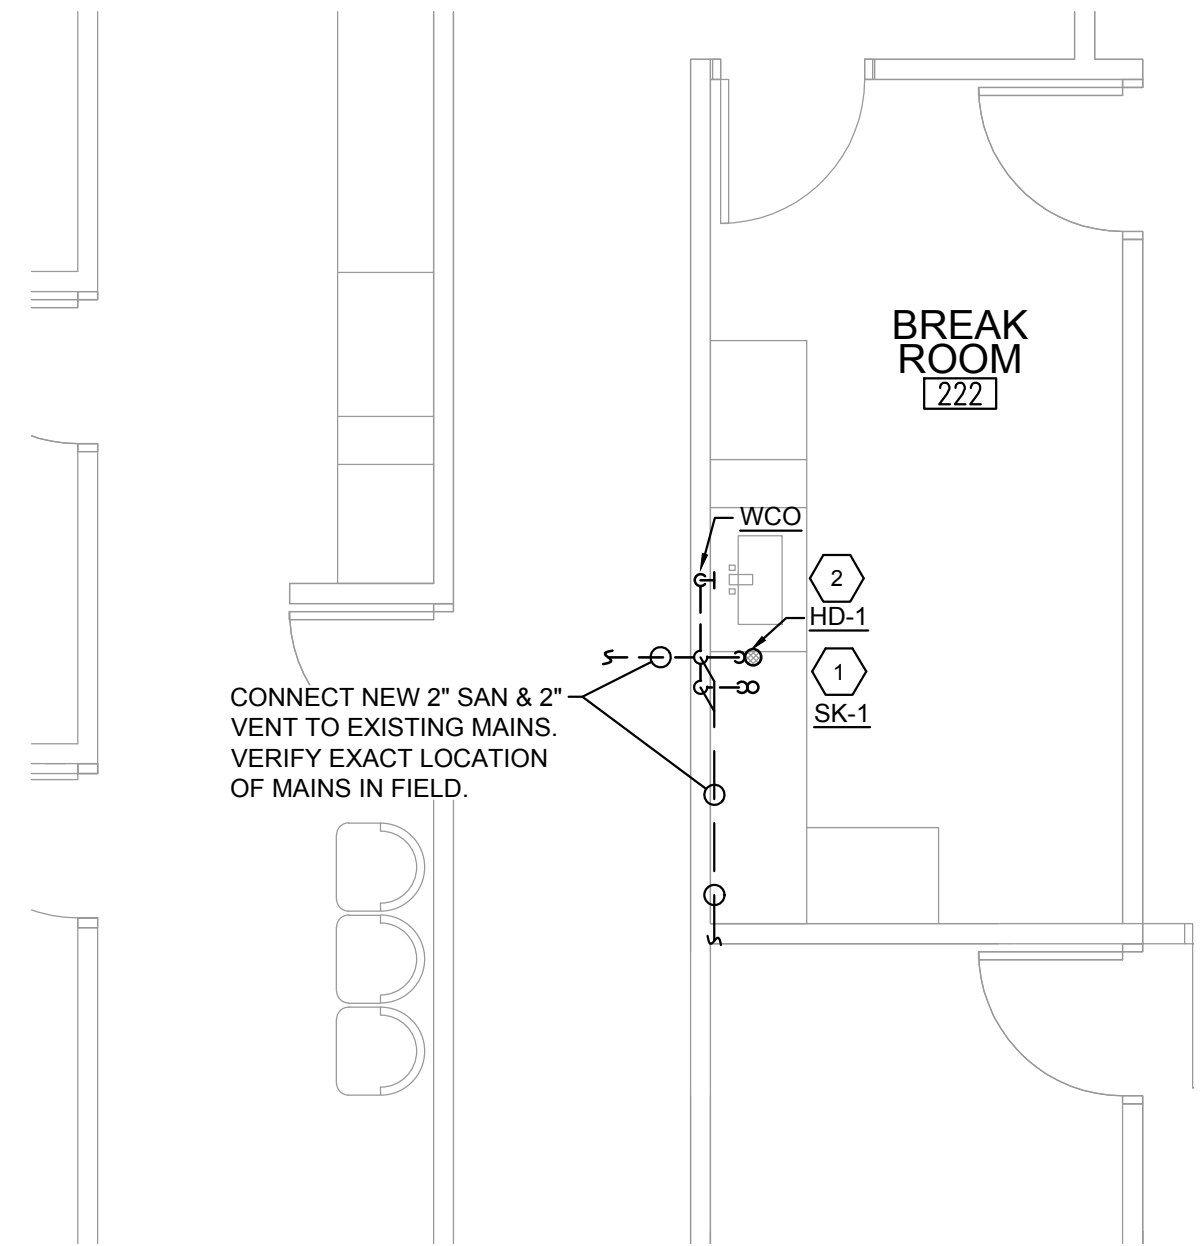 BREAK
ROOM
222
WCO
2
HD-1
1
SK-1
CONNECT NEW 2" SAN & 2"
VENT TO EXISTING MAINS.
VERIFY EXACT LOCATION
OF MAINS IN FIELD.